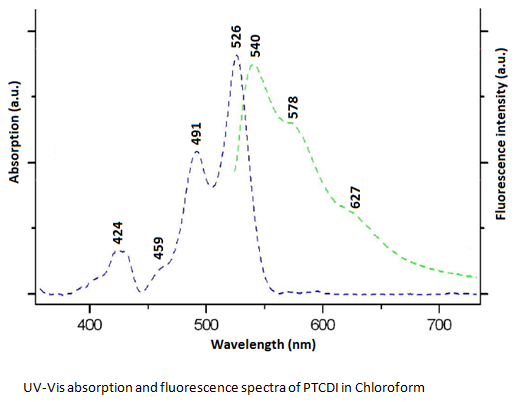 526
540
578
491
627
424
459
Absorption (a.u.)
Fluorescence intensity (a.u.)
400 500 600 700
Wavelength (nm)
UV-Vis absorption and fluorescence spectra of PTCDI in Chloroform